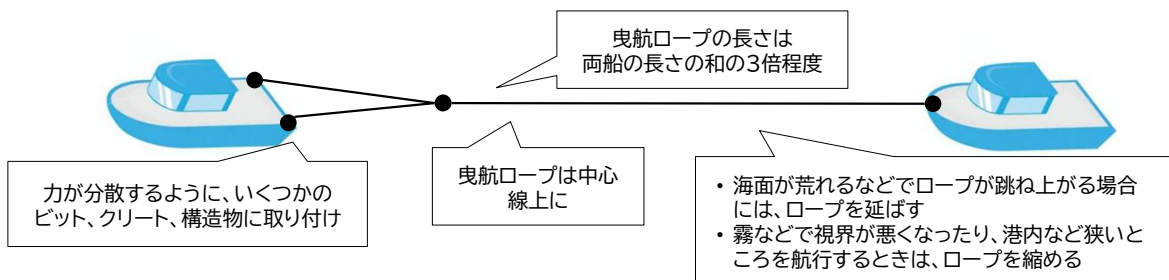 曳航ロープの長さは
両船の長さの和の3倍程度
力が分散するように、いくつかの
ビット、クリート、構造物に取り付け
曳航ロープは中心
線上に
• 海面が荒れるなどでロープが跳ね上がる場合
には、ロープを延ばす
• 霧などで視界が悪くなったり、港内など狭いと
ころを航行するときは、ロープを縮める